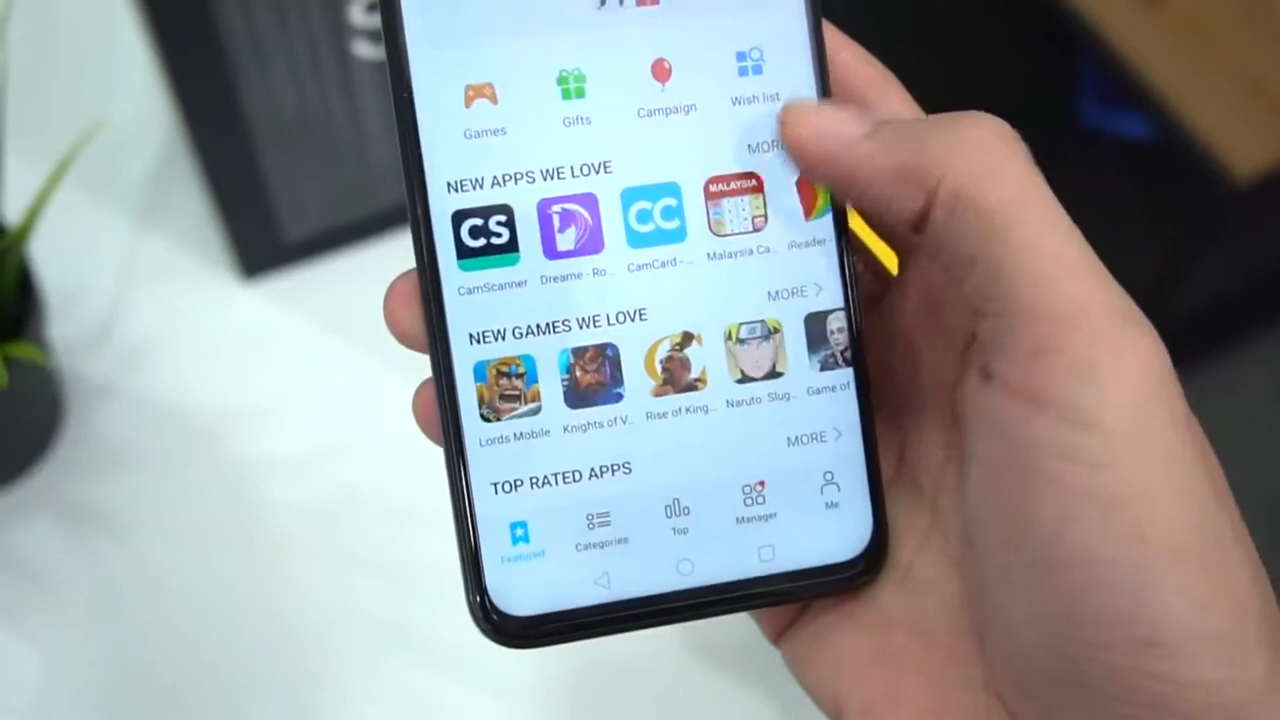 S
Games
Gifts
Campaign
Wish list
NEW APPS WE LOVE
MORE
CS
CC
MALAYSIA
CamScanner
Dreame - Ro...
CamCard - ...
Malaysia Ca...
iReader -
NEW GAMES WE LOVE
MORE
Lords Mobile
Knights of V...
Rise of King...
Naruto: Slug...
Game of
TOP RATED APPS
MORE
Featured
Categories
Top
Manager
Me